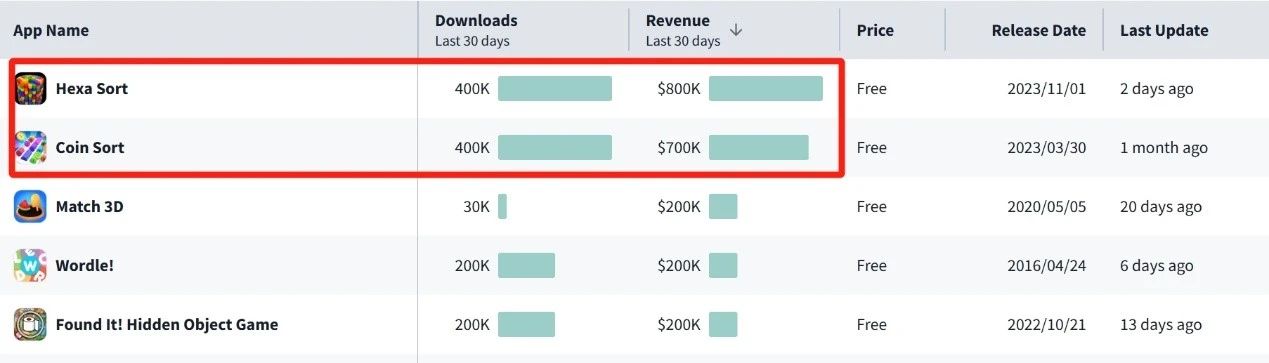 App Name Downloads Last 30 days Revenue Last 30 days ↓ Price Release Date Last Update
Hexa Sort 400K $800K Free 2023/11/01 2 days ago
Coin Sort 400K $700K Free 2023/03/30 1 month ago
Match 3D 30K $200K Free 2020/05/05 20 days ago
Wordle! 200K $200K Free 2016/04/24 6 days ago
Found It! Hidden Object Game 200K $200K Free 2022/10/21 13 days ago